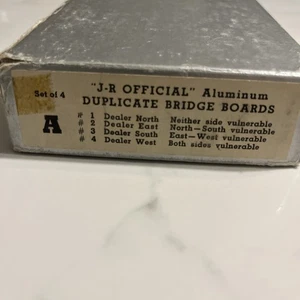 Set of 4
"J-R OFFICIAL" Aluminum
DUPLICATE BRIDGE BOARDS
A
# 1 Dealer North Neither side vulnerable
# 2 Dealer East North—South vulnerable
# 3 Dealer South East—West vulnerable
# 4 Dealer West Both sides vulnerable